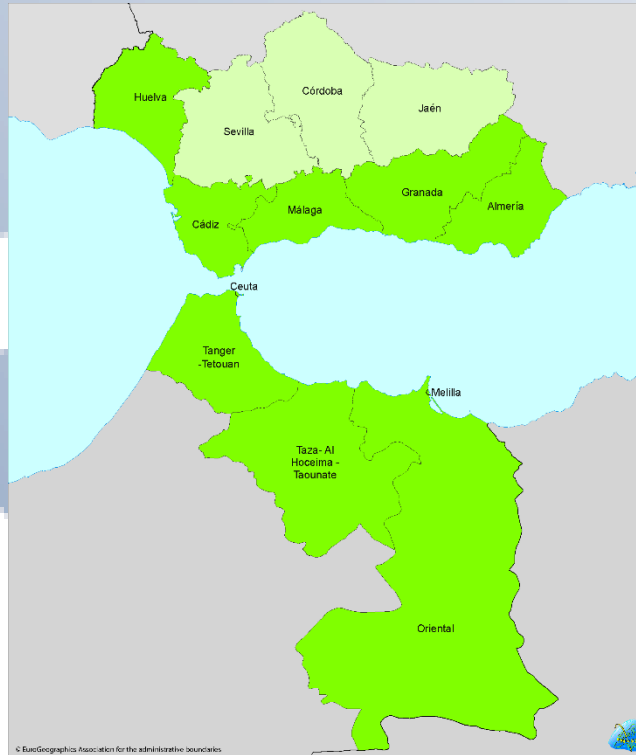 Huelva
Córdoba
Jaén
Sevilla
Granada
Málaga
Almería
Cádiz
Ceuta
Tanger
-Tetouan
Melilla
Taza- Al
Hoceima -
Taounate
Oriental
© EuroGeographics Association for the administrative boundaries